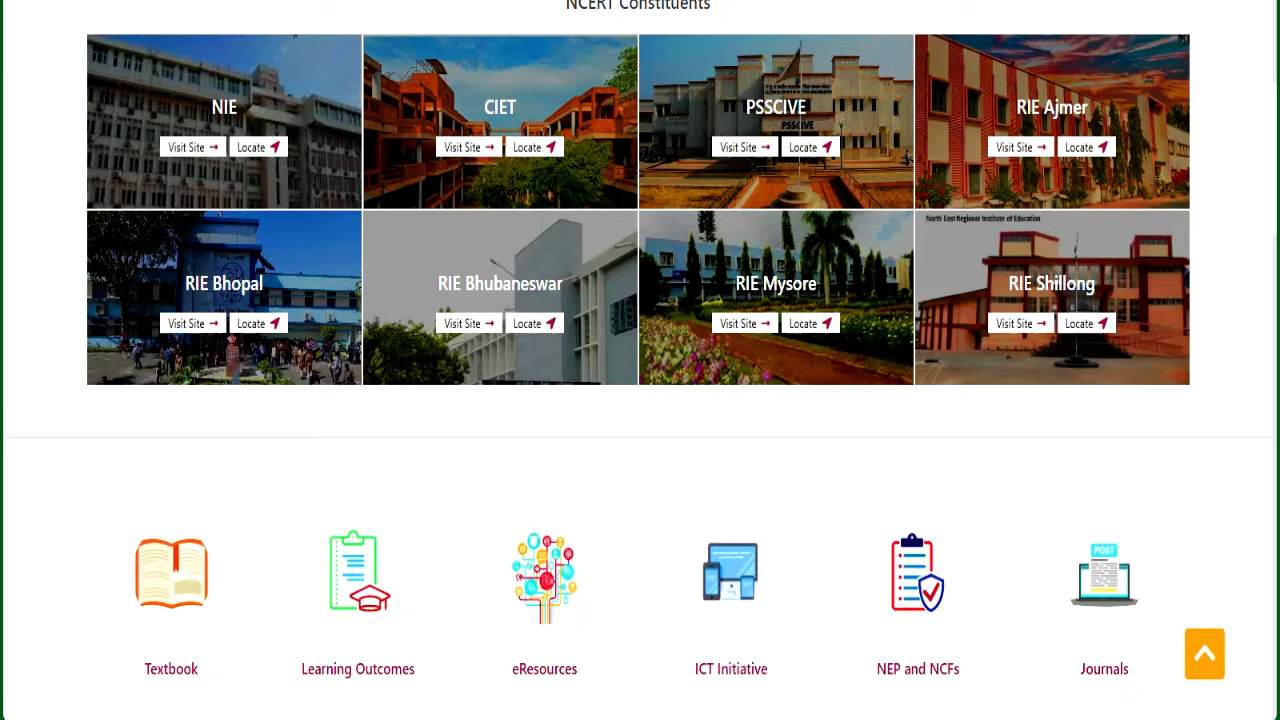 NCERT Constituents
NIE
Visit Site
Locate
CIET
Visit Site
Locate
PSSCIVE
PSSCIVE
Visit Site
Locate
RIE Ajmer
Visit Site
Locate
RIE Bhopal
Visit Site
Locate
RIE Bhubaneswar
Visit Site
Locate
RIE Mysore
Visit Site
Locate
North East Regional Institute of Education
RIE Shillong
Visit Site
Locate
POST
Textbook
Learning Outcomes
eResources
ICT Initiative
NEP and NCFs
Journals